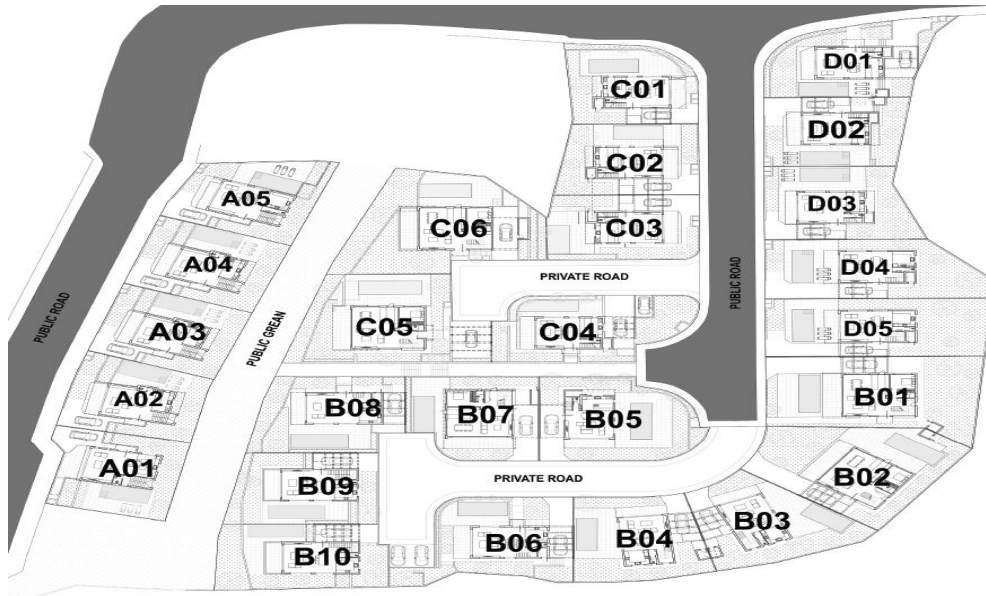 C01
D01
D02
C02
A05
D03
C06
C03
A04
D04
PRIVATE ROAD
PUBLIC ROAD
PUBLIC ROAD
A03
PUBLIC GREAN
C05
C04
D05
A02
B08
B07
B05
B01
A01
B09
PRIVATE ROAD
B02
B03
B04
B06
B10